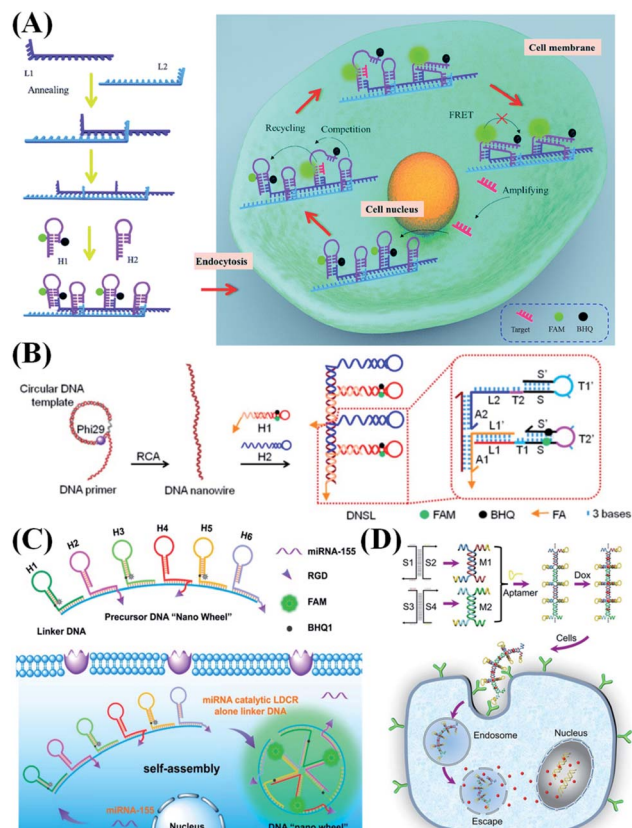 (A)
L1
L2
Annealing
H1
H2
Endocytosis
Cell membrane
Recycling
Competition
FRET
Amplifying
Cell nucleus
Target
FAM
BHQ
(B)
Circular DNA
template
Phi29
DNA primer
RCA
DNA nanowire
H1
H2
DNSL
S'
T1'
L2
T2
S
A2
L1'
S'
T2'
L1
T1
S
A1
FAM
BHQ
FA
3 bases
(C)
H1
H2
H3
H4
H5
H6
Linker DNA
Precursor DNA "Nano Wheel"
miRNA-155
RGD
FAM
BHQ1
miRNA catalytic LDCR
alone linker DNA
self-assembly
miRNA-155
Nucleus
DNA "nano wheel"
(D)
S1
S2
M1
S3
S4
M2
Aptamer
Dox
Cells
Endosome
Nucleus
Escape